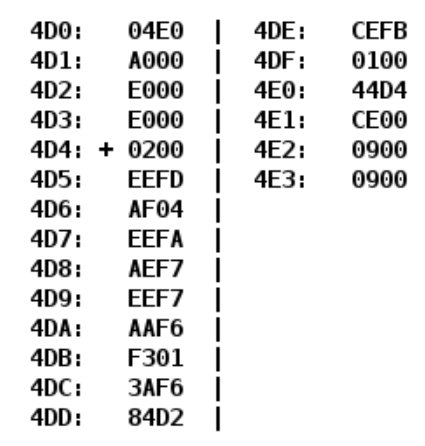 4D0: 04E0 | 4DE: CEFB
4D1: A000 | 4DF: 0100
4D2: E000 | 4E0: 44D4
4D3: E000 | 4E1: CE00
4D4: + 0200 | 4E2: 0900
4D5: EEFD | 4E3: 0900
4D6: AF04 |
4D7: EEFA |
4D8: AEF7 |
4D9: EEF7 |
4DA: AAF6 |
4DB: F301 |
4DC: 3AF6 |
4DD: 84D2 |